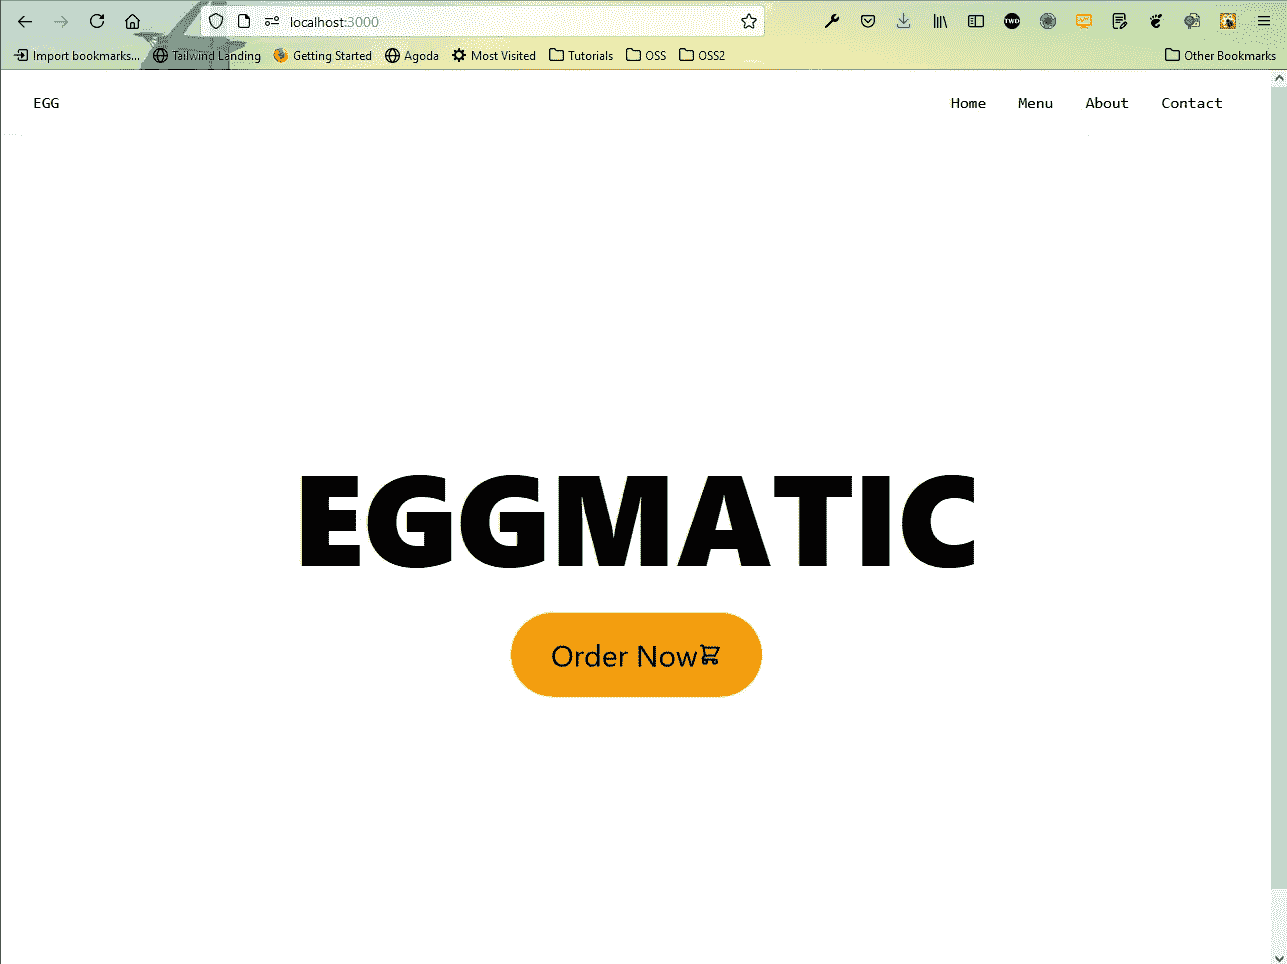 localhost:3000
TWD
Import bookmarks... Tailwind Landing Getting Started Agoda Most Visited Tutorials OSS OSS2 Other Bookmarks
EGG Home Menu About Contact
EGGMATIC
Order Now